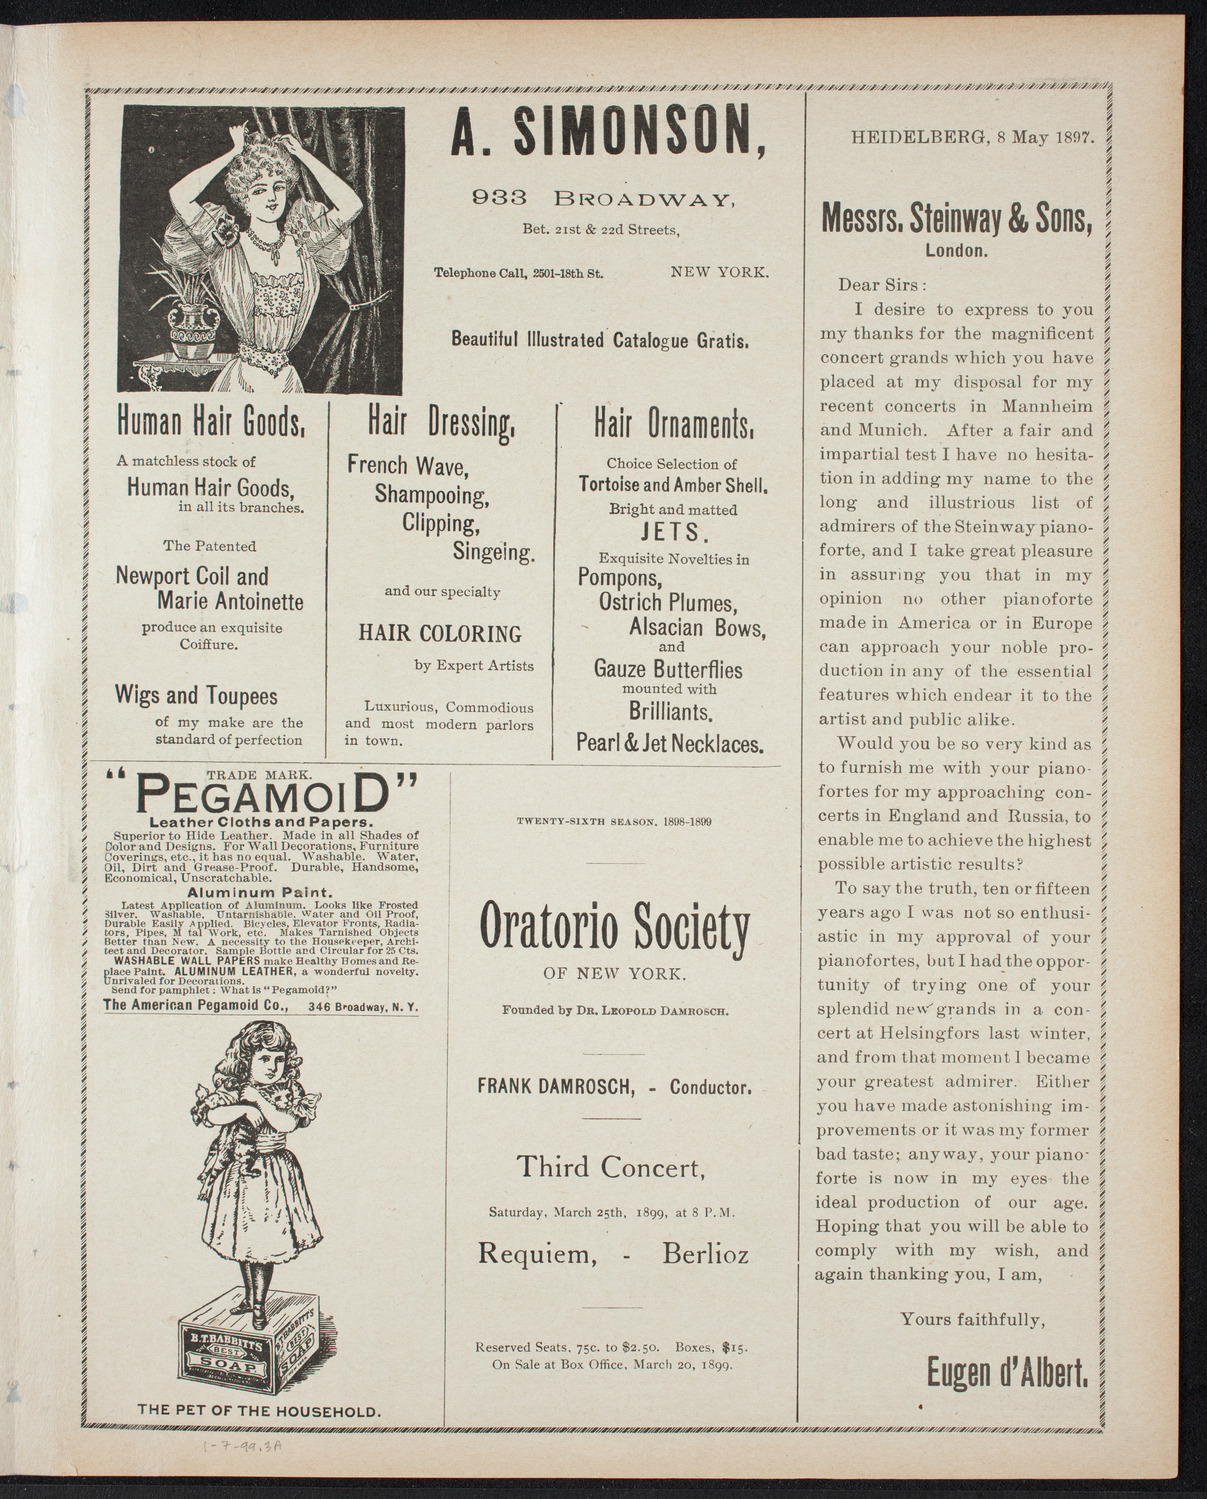 A. SIMONSON,
933 BROADWAY,
Bet. 21st & 22d Streets,
Telephone Call, 2501-18th St. NEW YORK.
Beautiful Illustrated Catalogue Gratis.
Human Hair Goods,
A matchless stock of
Human Hair Goods,
in all its branches.
The Patented
Newport Coil and
Marie Antoinette
produce an exquisite
Coiffure.
Wigs and Toupees
of my make are the
standard of perfection
Hair Dressing,
French Wave,
Shampooing,
Clipping,
Singeing.
and our specialty
HAIR COLORING
by Expert Artists
Luxurious, Commodious
and most modern parlors
in town.
Hair Ornaments,
Choice Selection of
Tortoise and Amber Shell.
Bright and matted
JETS.
Exquisite Novelties in
Pompons,
Ostrich Plumes,
Alsacian Bows,
and
Gauze Butterflies
mounted with
Brilliants.
Pearl & Jet Necklaces.
TRADE MARK.
"PEGAMOID"
Leather Cloths and Papers.
Superior to Hide Leather. Made in all Shades of
Color and Designs. For Wall Decorations, Furniture
Coverings, etc., it has no equal. Washable. Water,
Oil, Dirt and Grease-Proof. Durable, Handsome,
Economical, Unscratchable.
Aluminum Paint.
Latest Application of Aluminum. Looks like Frosted
Silver. Washable, Untarnishable. Water and Oil Proof,
Durable Easily Applied. Bicycles, Elevator Fronts, Radia-
tors, Pipes, M tal Work, etc. Makes Tarnished Objects
Better than New. A necessity to the Housekeeper, Archi-
tect and Decorator. Sample Bottle and Circular for 25 Cts.
WASHABLE WALL PAPERS make Healthy Homes and Re-
place Paint. ALUMINUM LEATHER, a wonderful novelty.
Unrivaled for Decorations.
Send for pamphlet: What is "Pegamoid?"
The American Pegamoid Co., 346 Broadway, N. Y.
B.T. BABBITT'S
BEST
SOAP
B.T. BABBITT'S
BEST
SOAP
THE PET OF THE HOUSEHOLD.
TWENTY-SIXTH SEASON. 1898-1899
Oratorio Society
OF NEW YORK.
Founded by DR. LEOPOLD DAMROSCH.
FRANK DAMROSCH, - Conductor.
Third Concert,
Saturday, March 25th, 1899, at 8 P.M.
Requiem, - Berlioz
Reserved Seats, 75c. to $2.50. Boxes, $15.
On Sale at Box Office, March 20, 1899.
HEIDELBERG, 8 May 1897.
Messrs. Steinway & Sons,
London.
Dear Sirs:
I desire to express to you
my thanks for the magnificent
concert grands which you have
placed at my disposal for my
recent concerts in Mannheim
and Munich. After a fair and
impartial test I have no hesita-
tion in adding my name to the
long and illustrious list of
admirers of the Steinway piano-
forte, and I take great pleasure
in assuring you that in my
opinion no other pianoforte
made in America or in Europe
can approach your noble pro-
duction in any of the essential
features which endear it to the
artist and public alike.
Would you be so very kind as
to furnish me with your piano-
fortes for my approaching con-
certs in England and Russia, to
enable me to achieve the highest
possible artistic results?
To say the truth, ten or fifteen
years ago I was not so enthusi-
astic in my approval of your
pianofortes, but I had the oppor-
tunity of trying one of your
splendid new grands in a con-
cert at Helsingfors last winter,
and from that moment I became
your greatest admirer. Either
you have made astonishing im-
provements or it was my former
bad taste; anyway, your piano-
forte is now in my eyes the
ideal production of our age.
Hoping that you will be able to
comply with my wish, and
again thanking you, I am,
Yours faithfully,
Eugen d'Albert.
1-7-99.3A